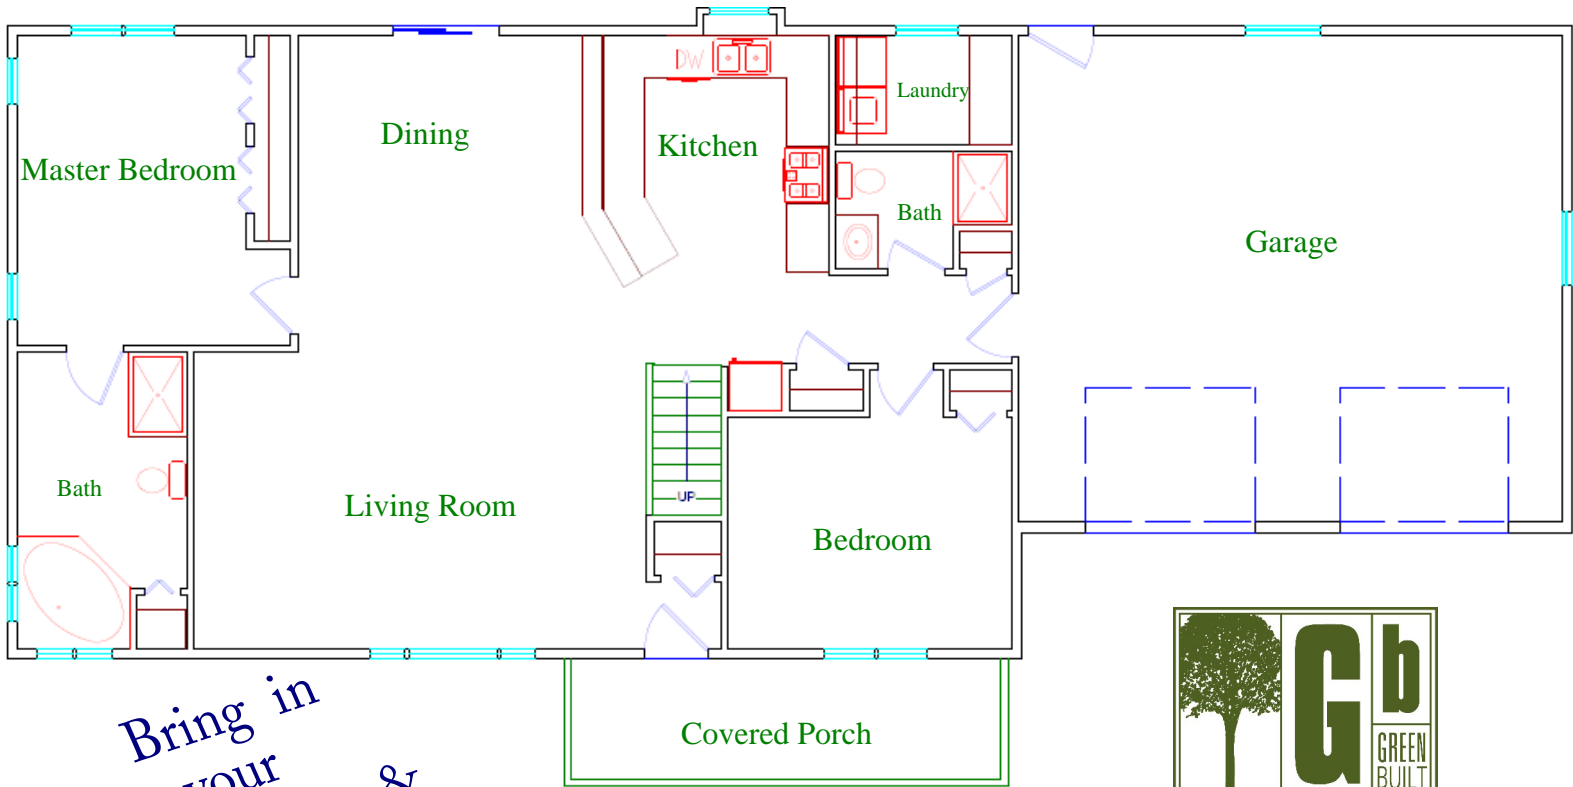 DW
Laundry
Dining
Kitchen
Master Bedroom
Bath
Garage
Bath
UP
Living Room
Bedroom
Bring in
your
&
Covered Porch
G b
GREEN
BUILT